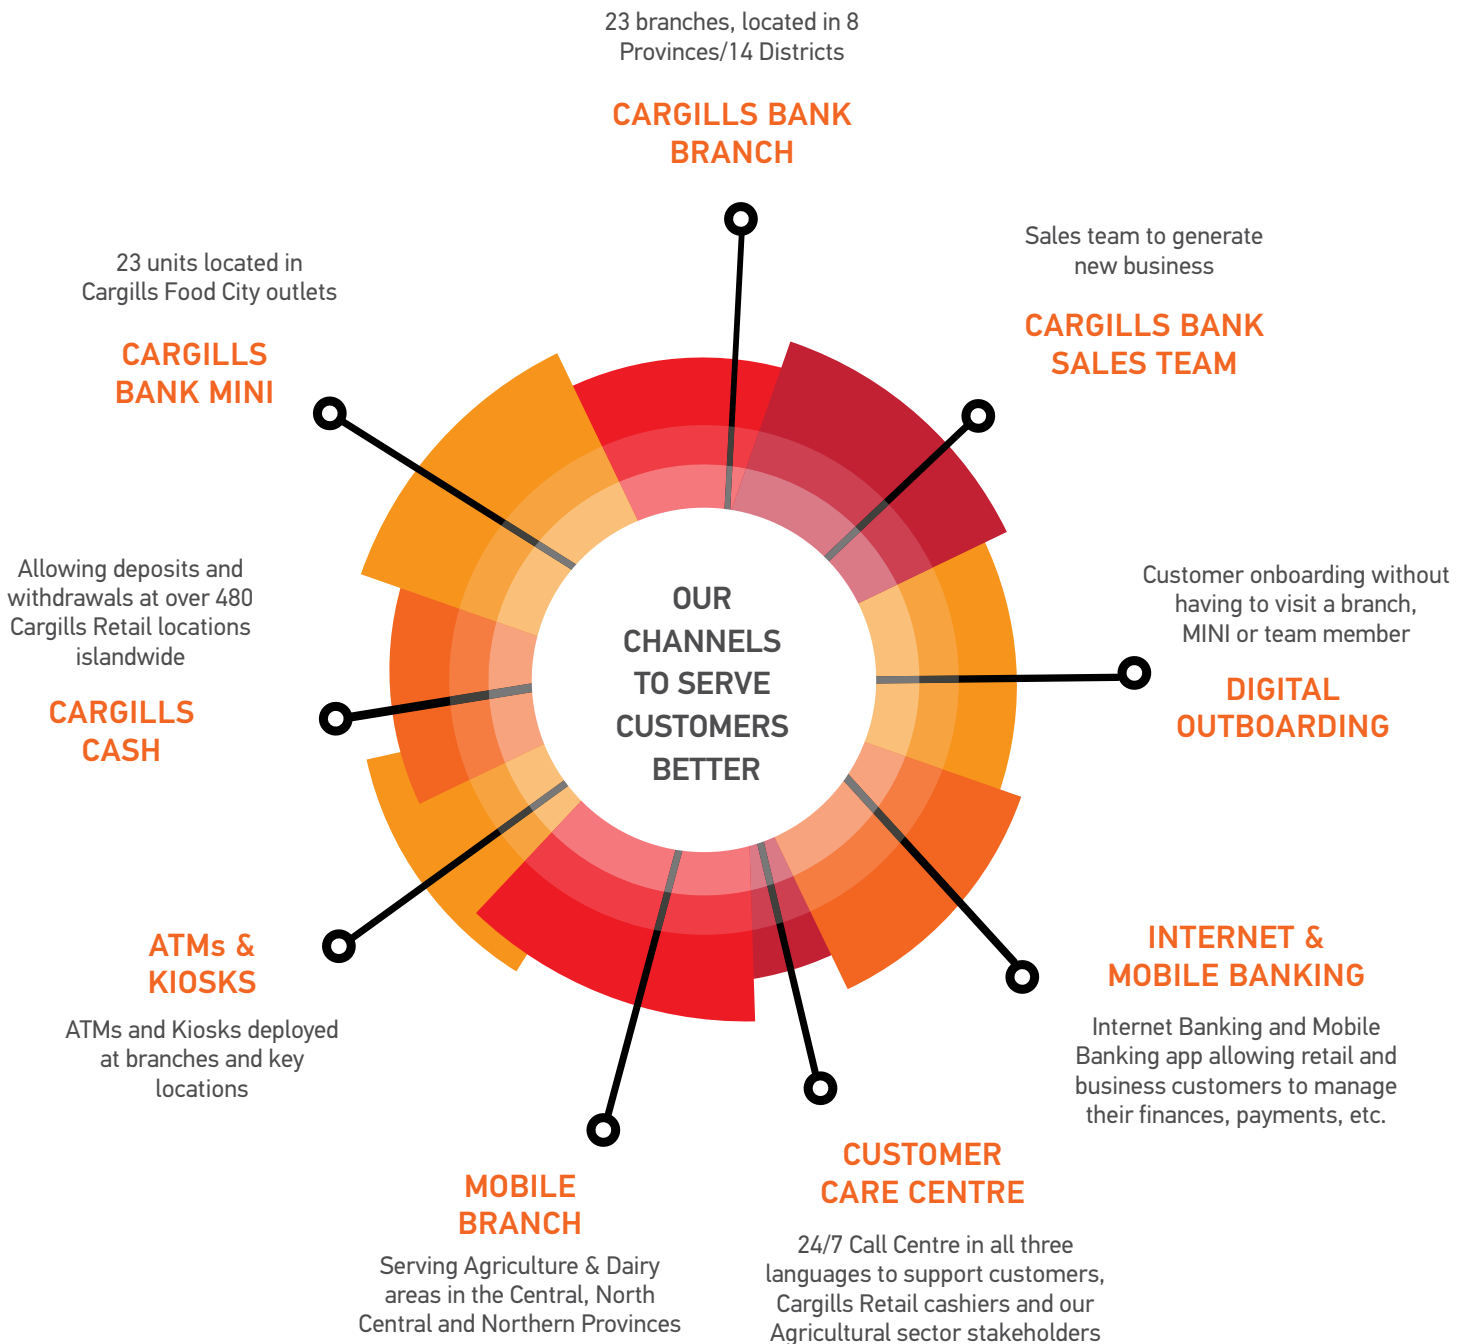 23 branches, located in 8
Provinces/14 Districts
CARGILLS BANK
BRANCH
Sales team to generate
new business
CARGILLS BANK
SALES TEAM
Customer onboarding without
having to visit a branch,
MINI or team member
DIGITAL
OUTBOARDING
INTERNET &
MOBILE BANKING
Internet Banking and Mobile
Banking app allowing retail and
business customers to manage
their finances, payments, etc.
CUSTOMER
CARE CENTRE
24/7 Call Centre in all three
languages to support customers,
Cargills Retail cashiers and our
Agricultural sector stakeholders
MOBILE
BRANCH
Serving Agriculture & Dairy
areas in the Central, North
Central and Northern Provinces
ATMs &
KIOSKS
ATMs and Kiosks deployed
at branches and key
locations
Allowing deposits and
withdrawals at over 480
Cargills Retail locations
islandwide
CARGILLS
CASH
23 units located in
Cargills Food City outlets
CARGILLS
BANK MINI
OUR
CHANNELS
TO SERVE
CUSTOMERS
BETTER